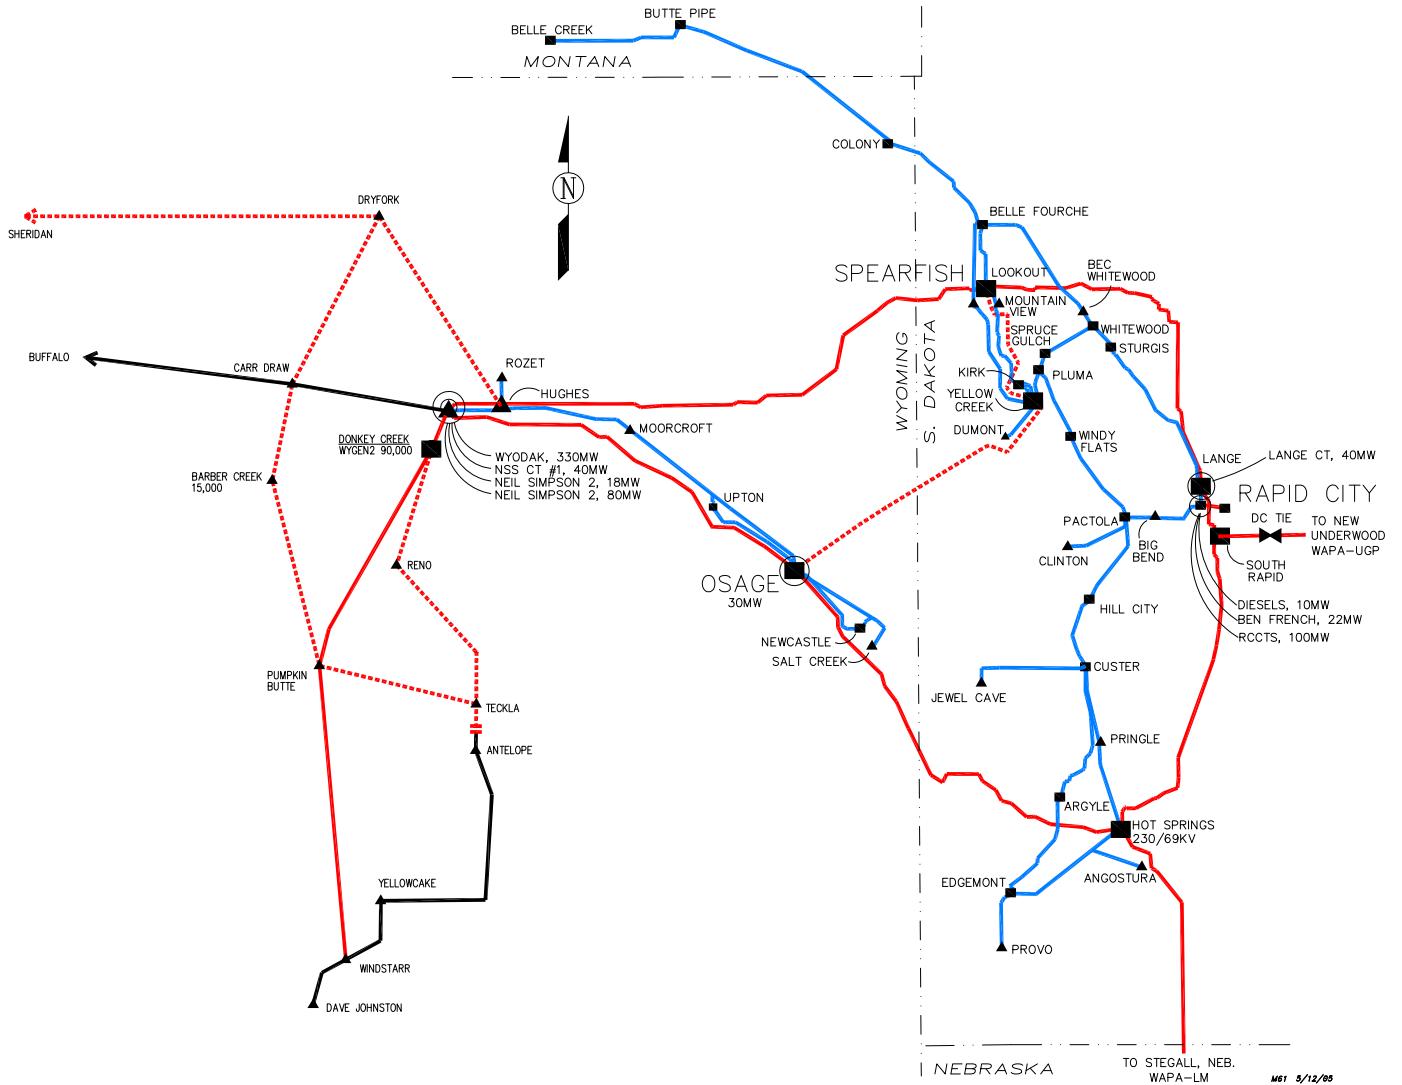 BUTTE PIPE
BELLE CREEK
MONTANA
COLONY
N
DRYFORK
SHERIDAN
BELLE FOURCHE
SPEARFISH
LOOKOUT
BEC
WHITEWOOD
MOUNTAIN
VIEW
WYOMING
S. DAKOTA
SPRUCE
GULCH
WHITEWOOD
STURGIS
BUFFALO
CARR DRAW
ROZET
HUGHES
KIRK
PLUMA
YELLOW
CREEK
DUMONT
MOORCROFT
WINDY
FLATS
DONKEY CREEK
WYGEN2 90,000
WYODAK, 330MW
NSS CT #1, 40MW
NEIL SIMPSON 2, 18MW
NEIL SIMPSON 2, 80MW
LANGE
LANGE CT, 40MW
BARBER CREEK
15,000
UPTON
RAPID CITY
PACTOLA
BIG
BEND
DC TIE
TO NEW
UNDERWOOD
WAPA-UGP
CLINTON
RENO
SOUTH
RAPID
OSAGE
30MW
HILL CITY
DIESELS, 10MW
BEN FRENCH, 22MW
RCCTS, 100MW
NEWCASTLE
SALT CREEK
PUMPKIN
BUTTE
CUSTER
JEWEL CAVE
TECKLA
PRINGLE
ANTELOPE
ARGYLE
HOT SPRINGS
230/69KV
YELLOWCAKE
EDGEMONT
ANGOSTURA
PROVO
WINDSTARR
DAVE JOHNSTON
NEBRASKA
TO STEGALL, NEB.
WAPA-LM
M61 5/12/05